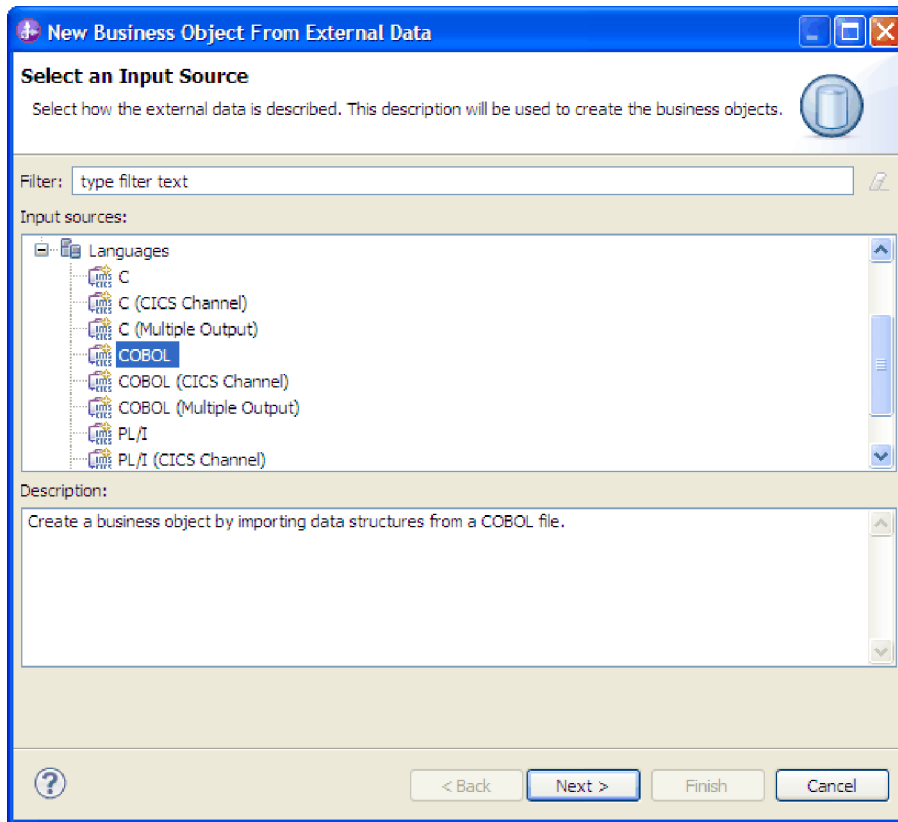 New Business Object From External Data
Select an Input Source
Select how the external data is described. This description will be used to create the business objects.
Filter: type filter text
Input sources:
Languages
C
C (CICS Channel)
C (Multiple Output)
COBOL
COBOL (CICS Channel)
COBOL (Multiple Output)
PL/I
PL/I (CICS Channel)
Description:
Create a business object by importing data structures from a COBOL file.
? < Back Next > Finish Cancel